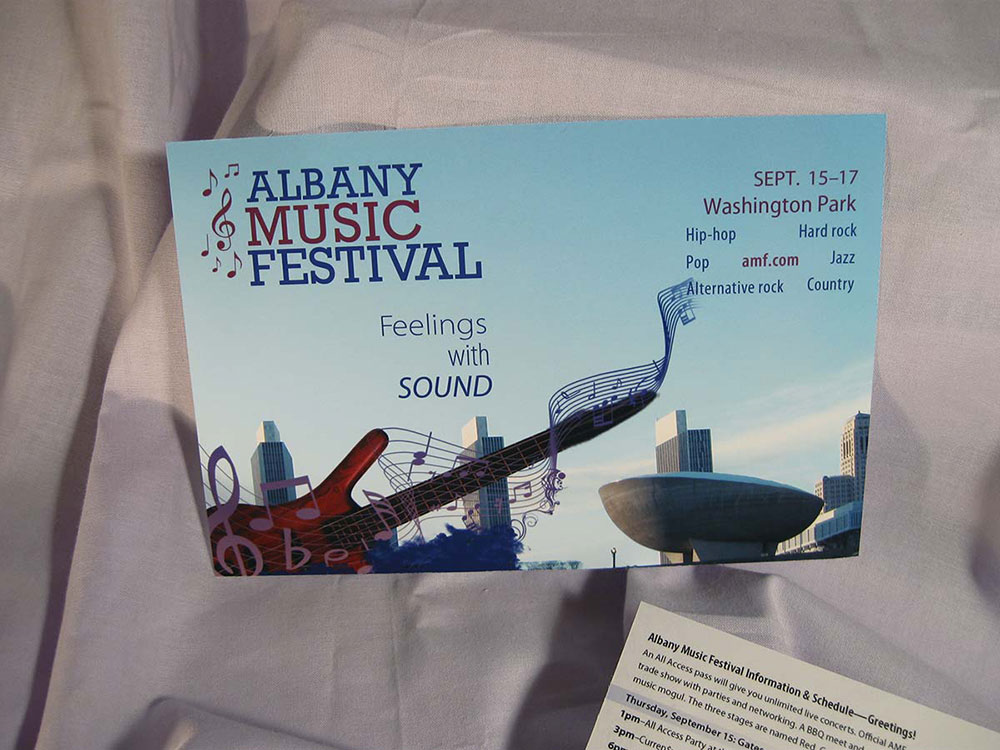 ALBANY
MUSIC
FESTIVAL
Feelings
with
SOUND
SEPT. 15–17
Washington Park
Hip-hop Hard rock
Pop amf.com Jazz
Alternative rock Country
Albany Music Festival Information & Schedule—Greetings!
An All Access pass will give you unlimited live concerts. Official AMF
trade show with parties and networking. A BBQ meet and
music mogul. The three stages are named Red,
Thursday, September 15: Gates
1pm–All Access Party at
3pm–
6pm